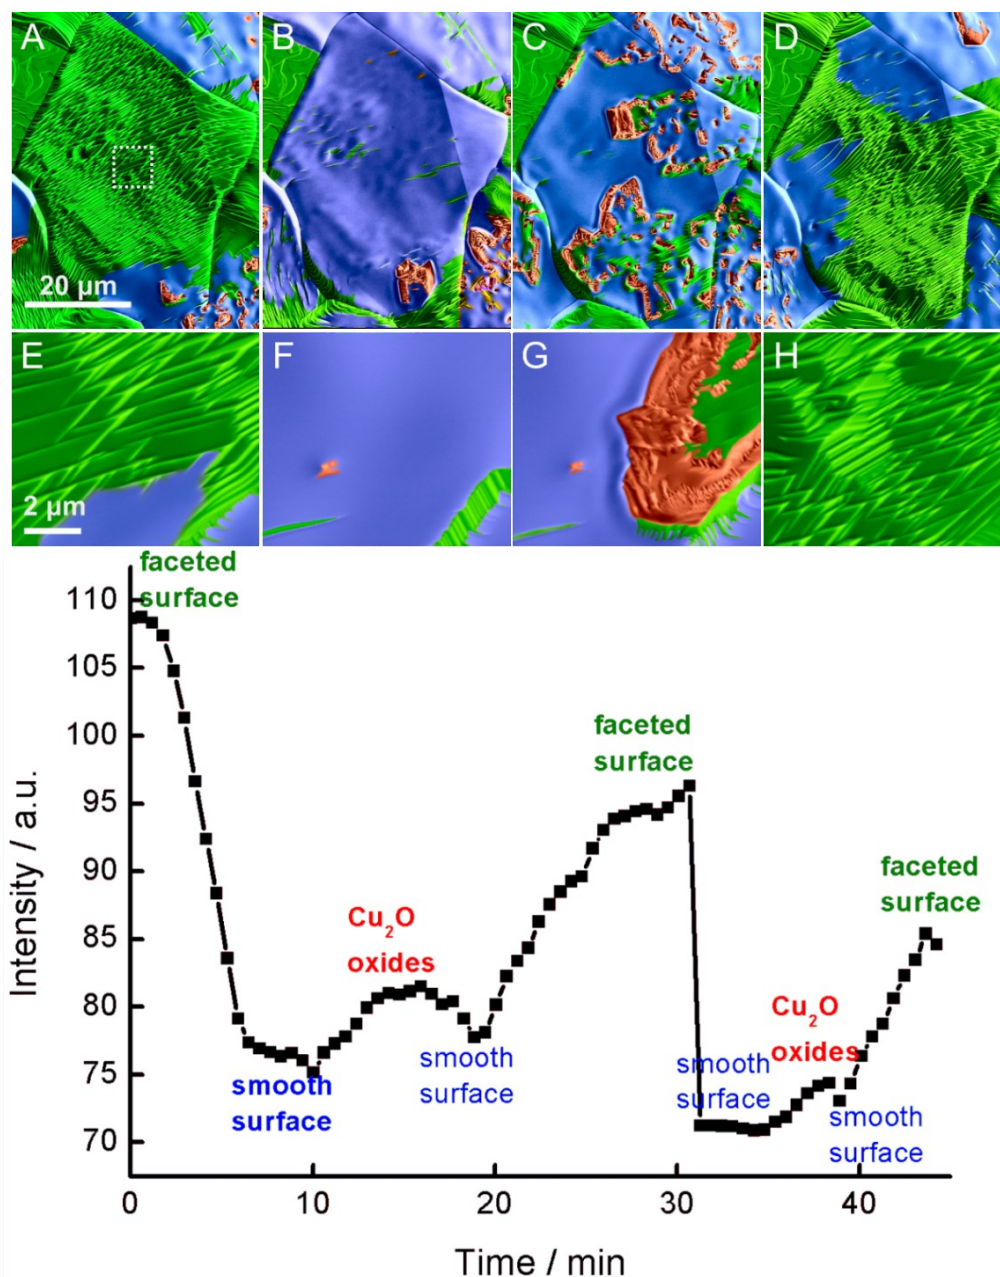 A B C D
20 µm
E F G H
2 µm
faceted
surface
110
105
100
95
90
85
80
75
70
Intensity / a.u.
faceted
surface
faceted
surface
Cu₂O
oxides
Cu₂O
oxides
smooth
surface
smooth
surface
smooth
surface
smooth
surface
0 10 20 30 40
Time / min